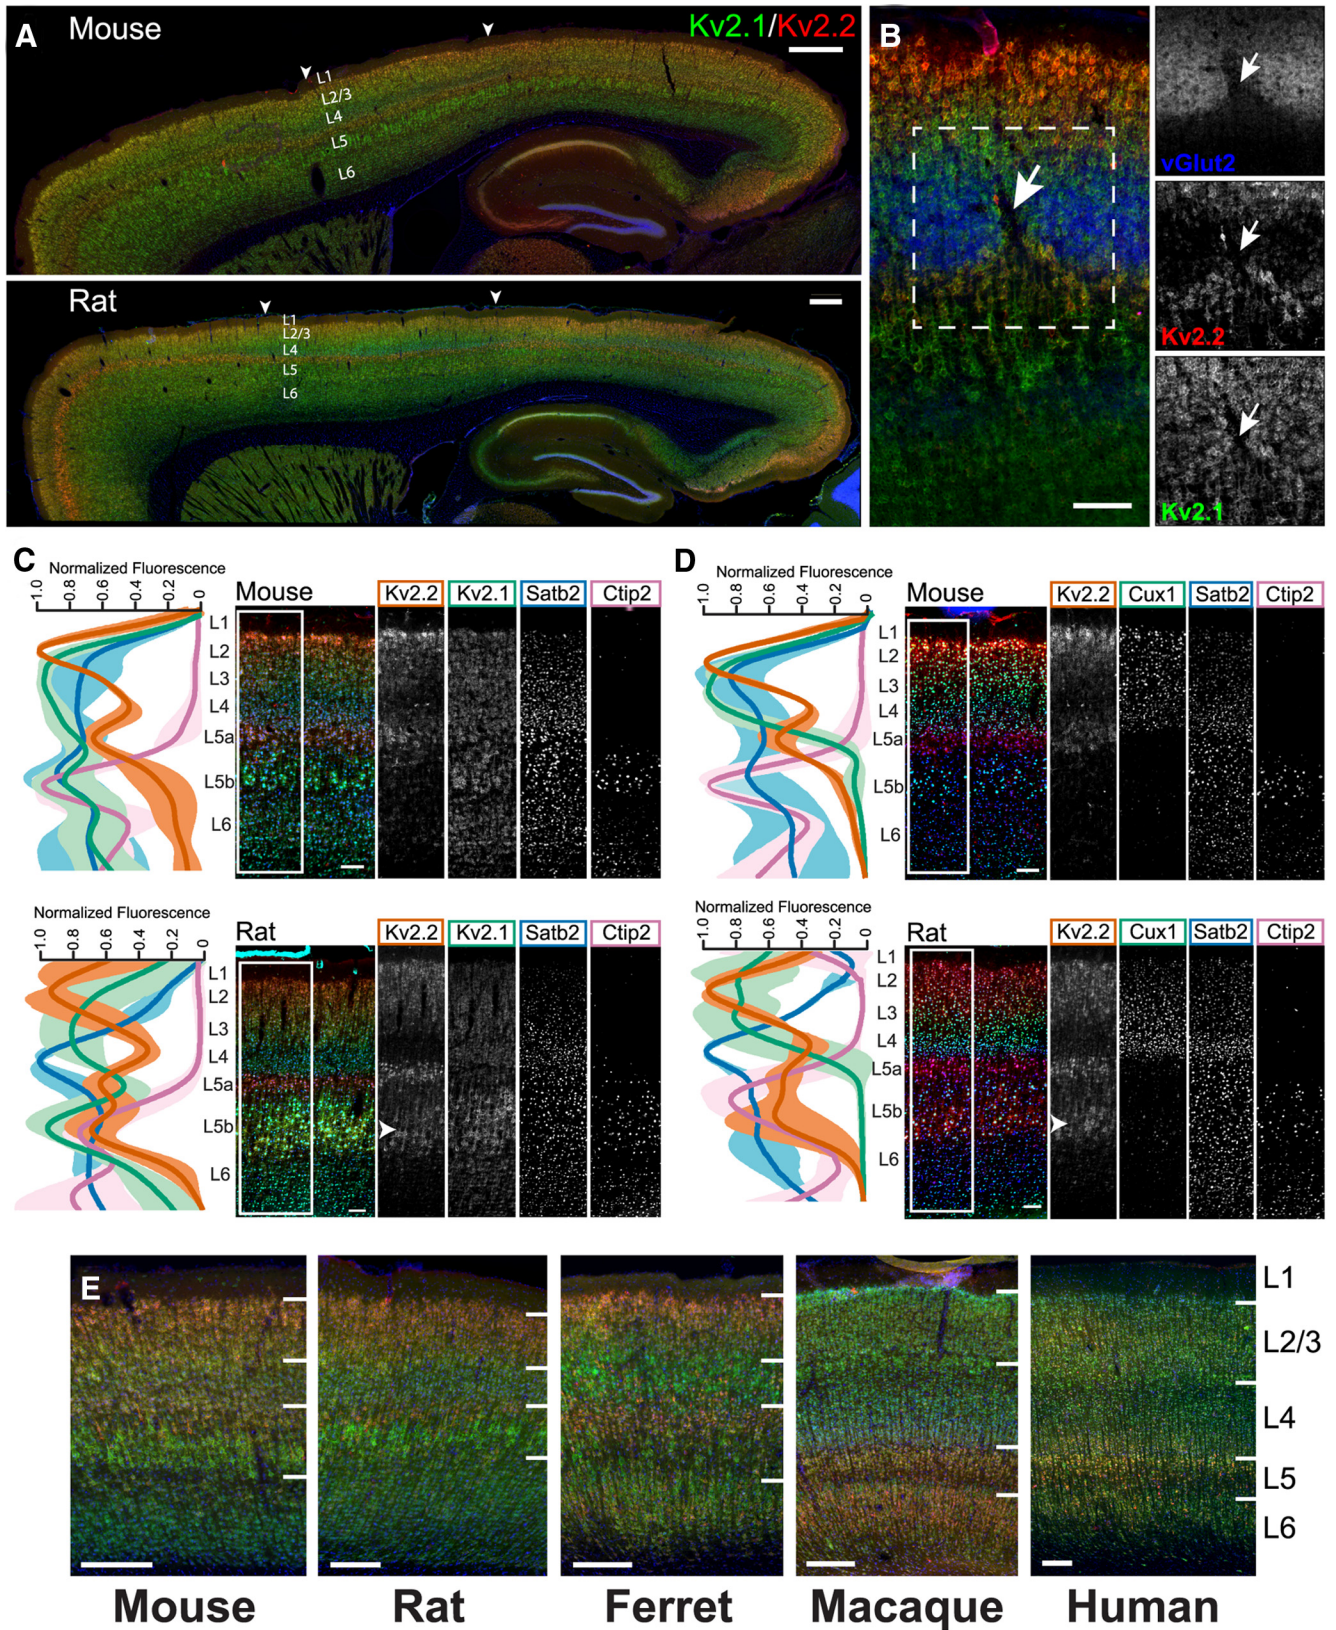 A
Mouse
Kv2.1/Kv2.2
L1
L2/3
L4
L5
L6
Rat
L1
L2/3
L4
L5
L6
B
vGlut2
Kv2.2
Kv2.1
C
Normalized Fluorescence
1.0 0.8 0.6 0.4 0.2 0
Mouse
Kv2.2 Kv2.1 Satb2 Ctip2
L1
L2
L3
L4
L5a
L5b
L6
Normalized Fluorescence
1.0 0.8 0.6 0.4 0.2 0
Rat
Kv2.2 Kv2.1 Satb2 Ctip2
L1
L2
L3
L4
L5a
L5b
L6
D
Normalized Fluorescence
1.0 0.8 0.6 0.4 0.2 0
Mouse
Kv2.2 Cux1 Satb2 Ctip2
L1
L2
L3
L4
L5a
L5b
L6
Normalized Fluorescence
1.0 0.8 0.6 0.4 0.2 0
Rat
Kv2.2 Cux1 Satb2 Ctip2
L1
L2
L3
L4
L5a
L5b
L6
E
L1
L2/3
L4
L5
L6
Mouse Rat Ferret Macaque Human